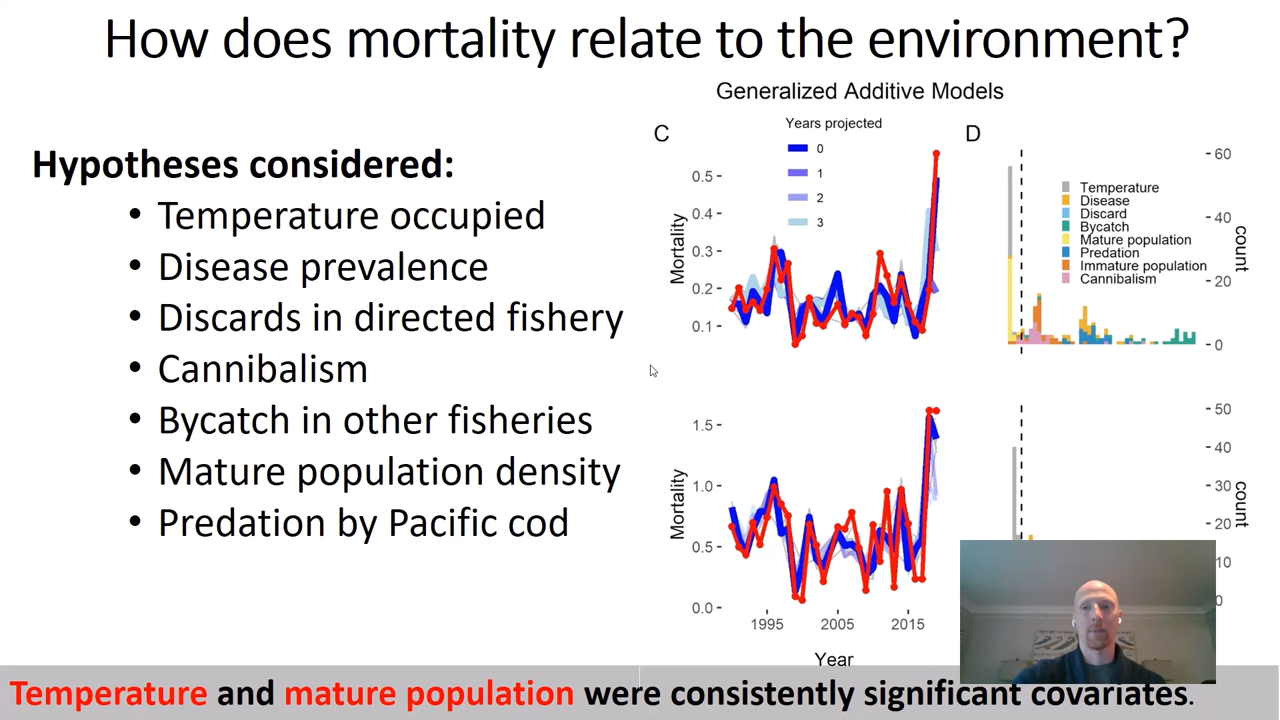 How does mortality relate to the environment?
Generalized Additive Models
Hypotheses considered:
• Temperature occupied
• Disease prevalence
• Discards in directed fishery
• Cannibalism
• Bycatch in other fisheries
• Mature population density
• Predation by Pacific cod
C
Years projected
0
1
2
3
Mortality
0.5
0.4
0.3
0.2
0.1
D
Temperature
Disease
Discard
Bycatch
Mature population
Predation
Immature population
Cannibalism
60
40
20
0
count
Mortality
1.5
1.0
0.5
0.0
1995
2005
2015
Year
50
40
30
20
10
0
count
Temperature and mature population were consistently significant covariates.